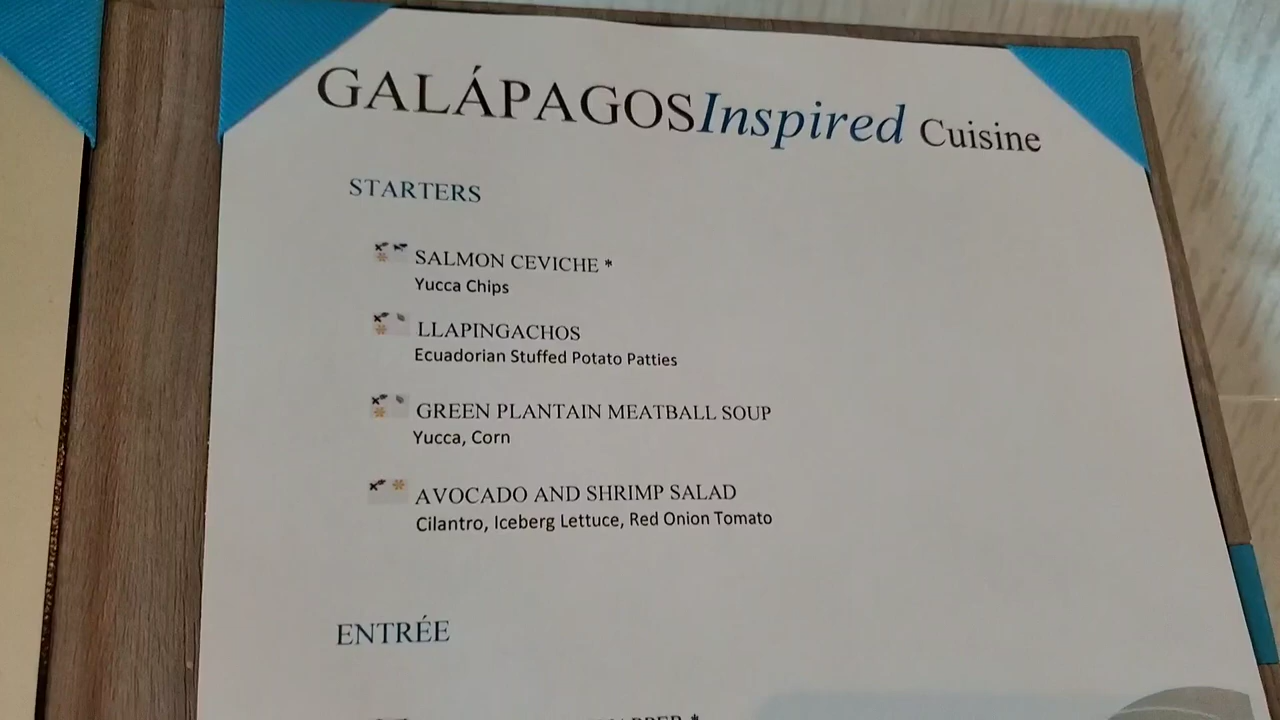 GALÁPAGOSInspired Cuisine
STARTERS
SALMON CEVICHE *
Yucca Chips
LLAPINGACHOS
Ecuadorian Stuffed Potato Patties
GREEN PLANTAIN MEATBALL SOUP
Yucca, Corn
AVOCADO AND SHRIMP SALAD
Cilantro, Iceberg Lettuce, Red Onion Tomato
ENTRÉE